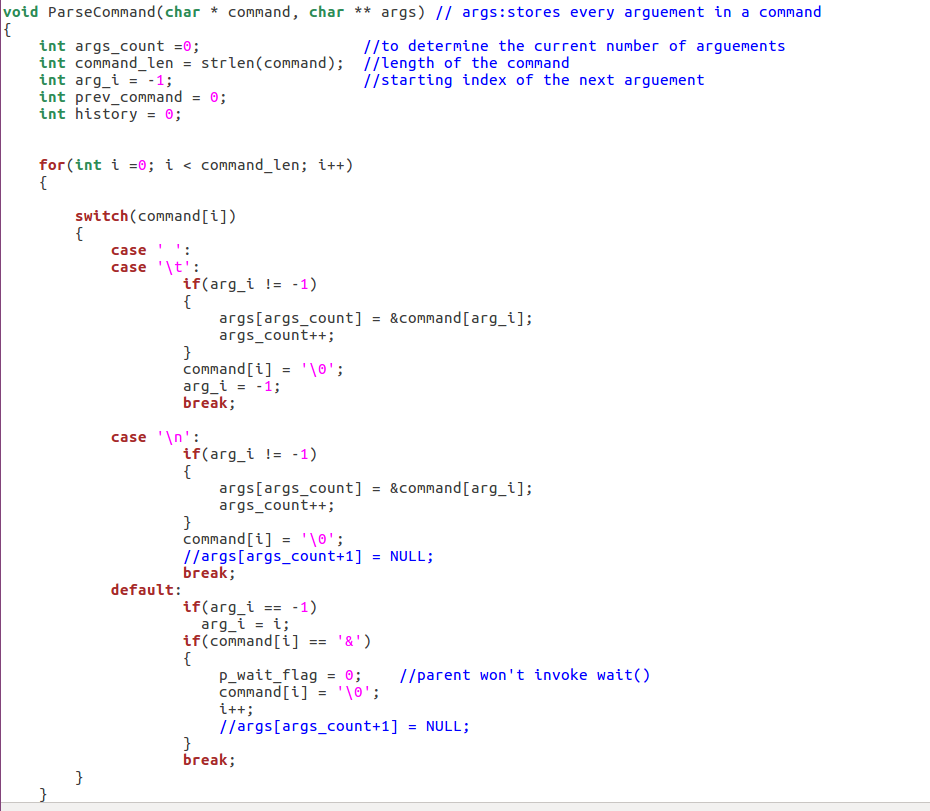 void ParseCommand(char * command, char ** args) // args:stores every arguement in a command
{
    int args_count =0;                  //to determine the current number of arguements
    int command_len = strlen(command);  //length of the command
    int arg_i = -1;                     //starting index of the next arguement
    int prev_command = 0;
    int history = 0;


    for(int i =0; i < command_len; i++)
    {

        switch(command[i])
        {
            case ' ':
            case '\t':
                    if(arg_i != -1)
                    {
                        args[args_count] = &command[arg_i];
                        args_count++;
                    }
                    command[i] = '\0';
                    arg_i = -1;
                    break;

            case '\n':
                    if(arg_i != -1)
                    {
                        args[args_count] = &command[arg_i];
                        args_count++;
                    }
                    command[i] = '\0';
                    //args[args_count+1] = NULL;
                    break;
            default:
                    if(arg_i == -1)
                      arg_i = i;
                    if(command[i] == '&')
                    {
                        p_wait_flag = 0;    //parent won't invoke wait()
                        command[i] = '\0';
                        i++;
                        //args[args_count+1] = NULL;
                    }
                    break;
        }
    }